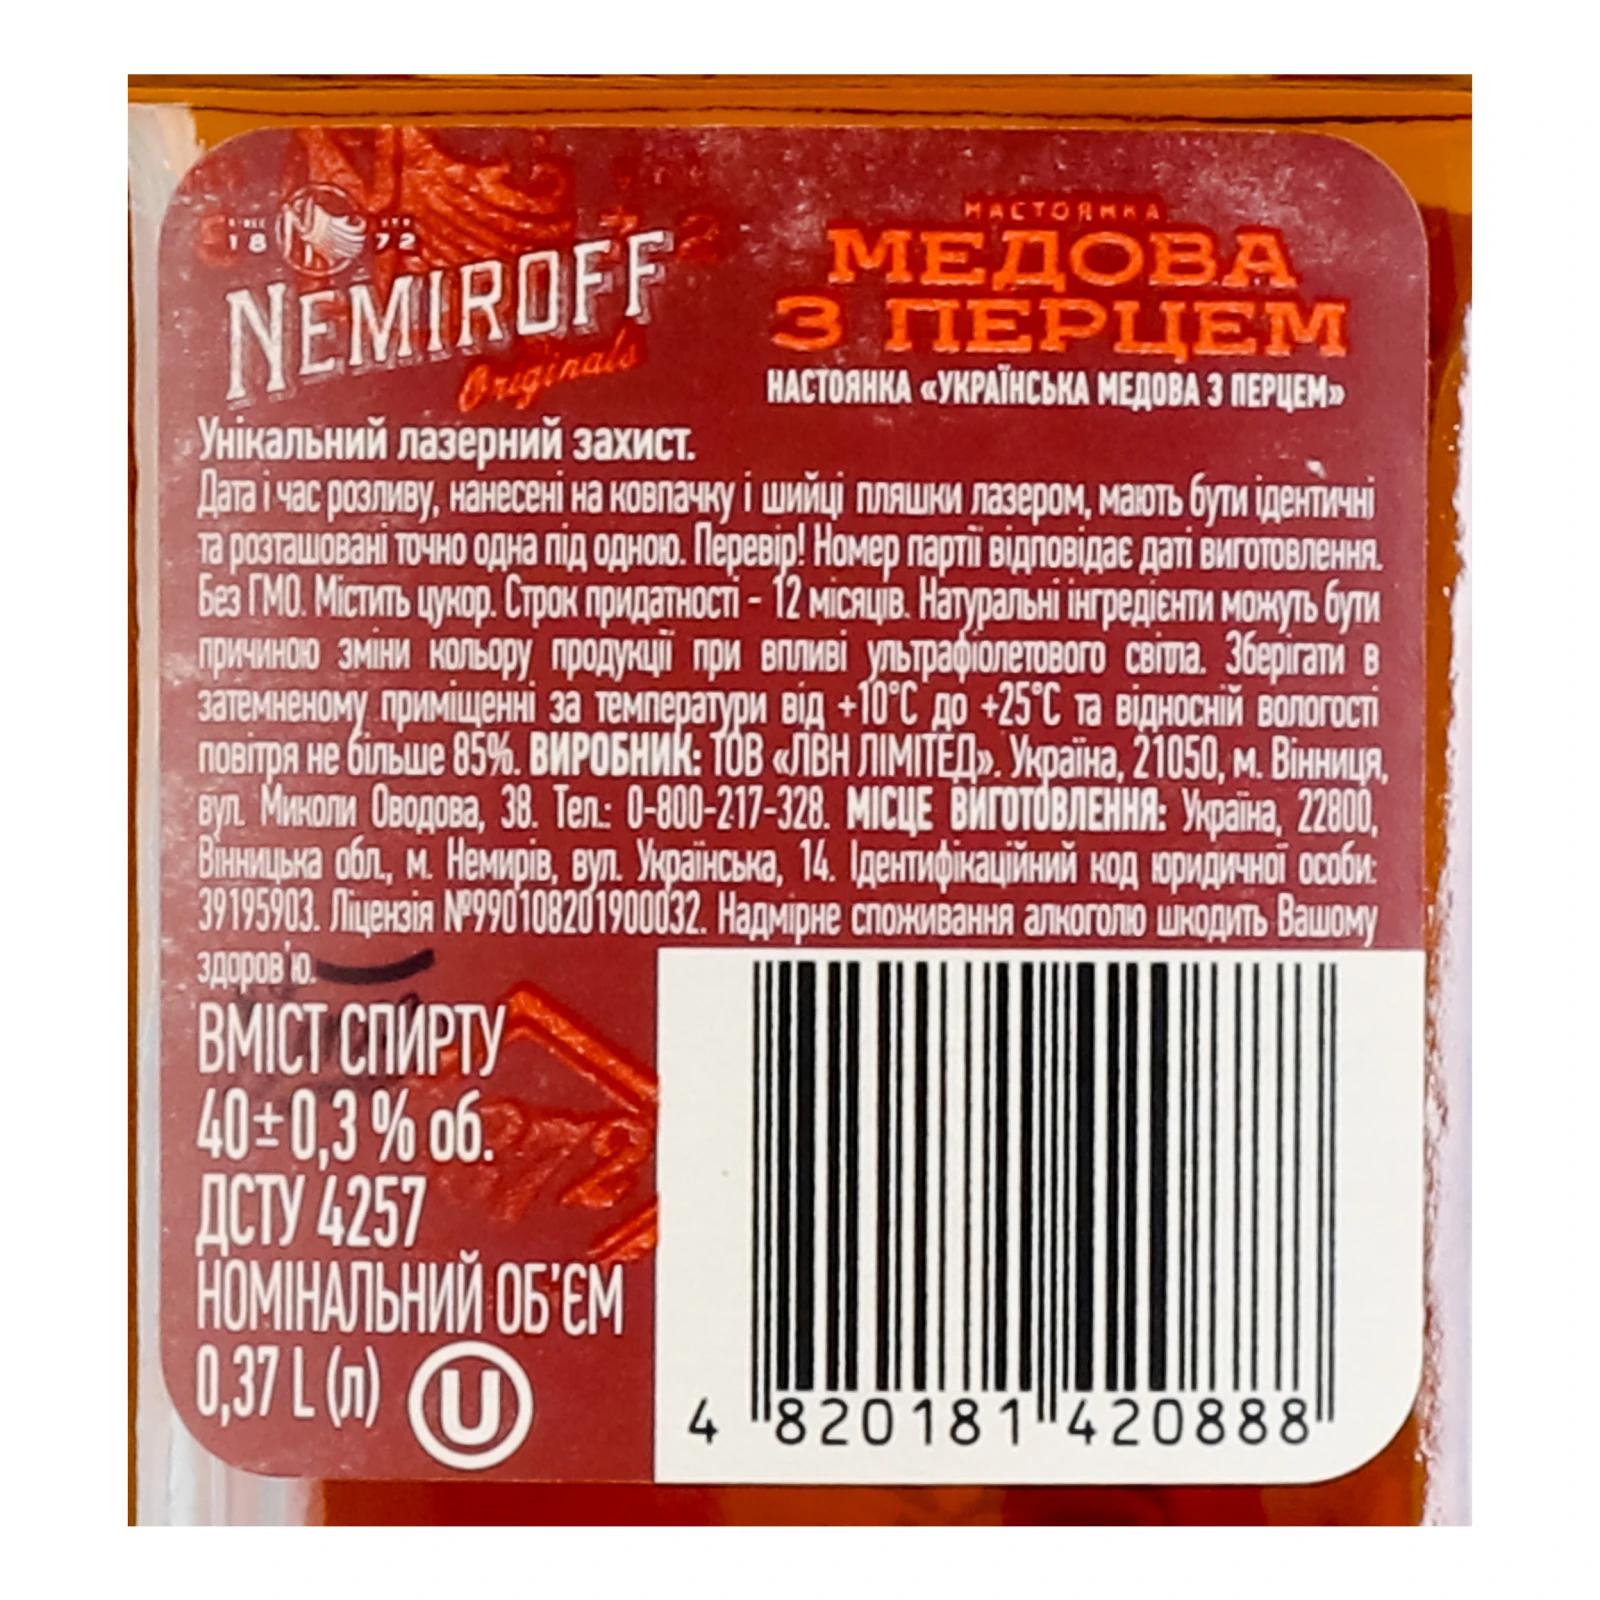 1872
NEMIROFF
Originals
НАСТОЯНКА
МЕДОВА
З ПЕРЦЕМ
НАСТОЯНКА «УКРАЇНСЬКА МЕДОВА З ПЕРЦЕМ»
Унікальний лазерний захист.
Дата і час розливу, нанесені на ковпачку і шийці пляшки лазером, мають бути ідентичні
та розташовані точно одна під одною. Перевір! Номер партії відповідає даті виготовлення.
Без ГМО. Містить цукор. Строк придатності - 12 місяців. Натуральні інгредієнти можуть бути
причиною зміни кольору продукції при впливі ультрафіолетового світла. Зберігати в
затемненому приміщенні за температури від +10°С до +25°С та відносній вологості
повітря не більше 85%. ВИРОБНИК: ТОВ «ЛВН ЛІМІТЕД». Україна, 21050, м. Вінниця,
вул. Миколи Оводова, 38. Тел.: 0-800-217-328. МІСЦЕ ВИГОТОВЛЕННЯ: Україна, 22800,
Вінницька обл., м. Немирів, вул. Українська, 14. Ідентифікаційний код юридичної особи:
39195903. Ліцензія №990108201900032. Надмірне споживання алкоголю шкодить Вашому
здоров'ю.
ВМІСТ СПИРТУ
40±0,3 % об.
ДСТУ 4257
НОМІНАЛЬНИЙ ОБ'ЄМ
0,37 L (л) U
4 820181 420888